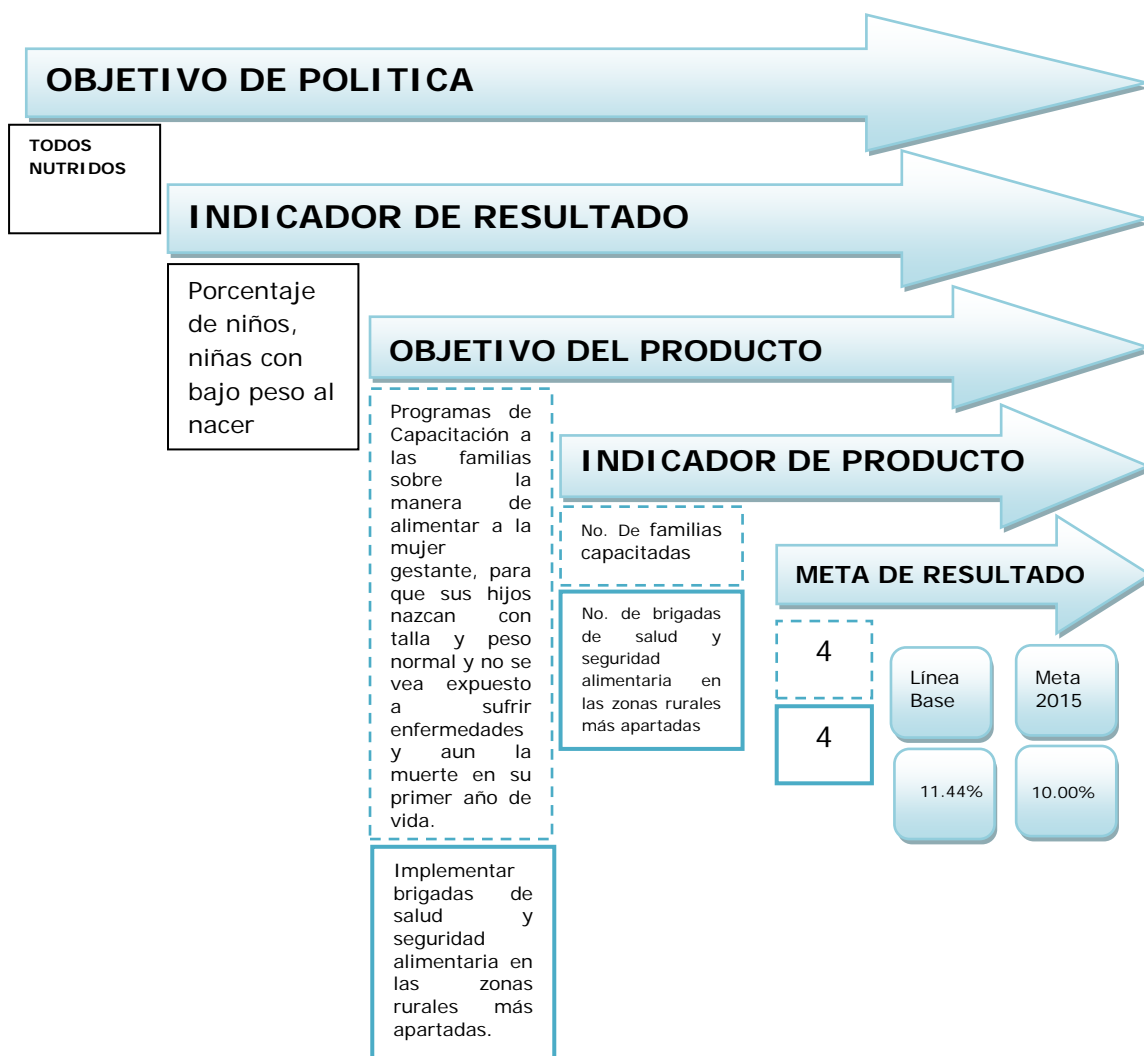 OBJETIVO DE POLITICA
TODOS
NUTRIDOS
INDICADOR DE RESULTADO
Porcentaje
de niños,
niñas con
bajo peso al
nacer
OBJETIVO DEL PRODUCTO
Programas de
Capacitación a
las familias
sobre la
manera de
alimentar a la
mujer
gestante, para
que sus hijos
nazcan con
talla y peso
normal y no se
vea expuesto
a sufrir
enfermedades
y aun la
muerte en su
primer año de
vida.
Implementar
brigadas de
salud y
seguridad
alimentaria en
las zonas
rurales más
apartadas.
INDICADOR DE PRODUCTO
No. De familias
capacitadas
No. de brigadas
de salud y
seguridad
alimentaria en
las zonas rurales
más apartadas
META DE RESULTADO
4
4
Línea
Base
Meta
2015
11.44%
10.00%